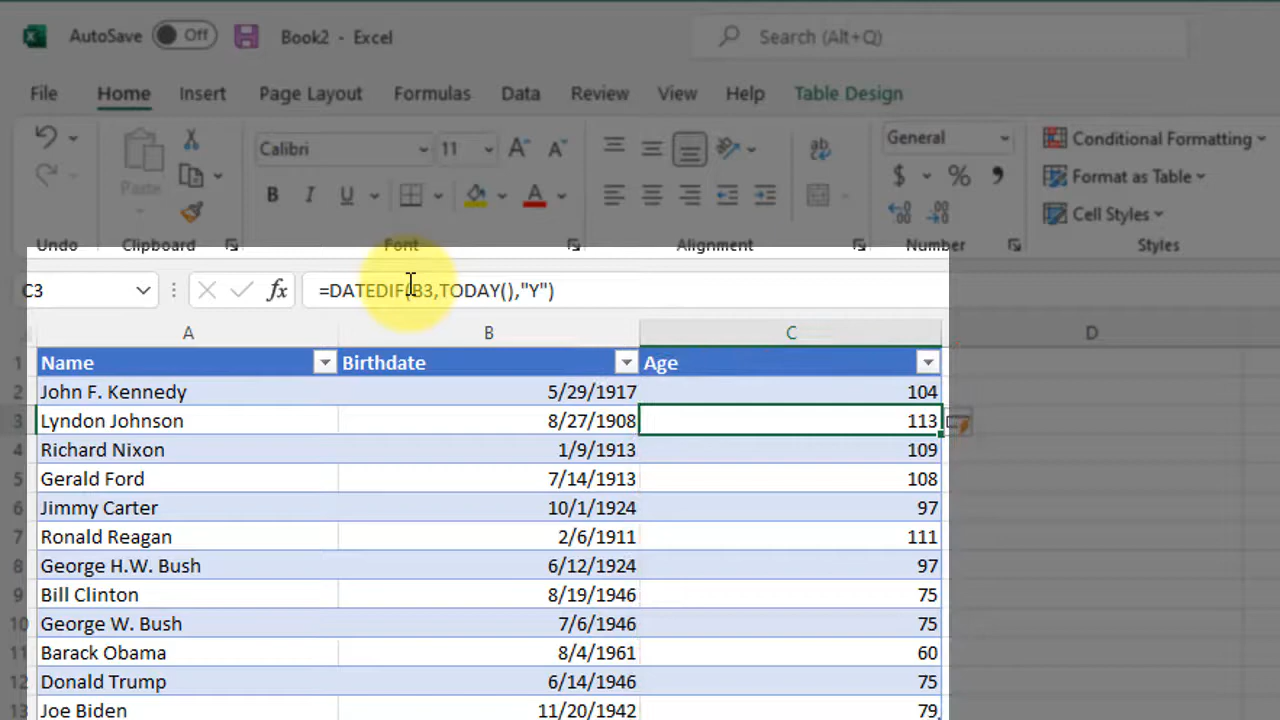 AutoSave Off Book2 - Excel Search (Alt+Q)
File Home Insert Page Layout Formulas Data Review View Help Table Design
Calibri 11 General Conditional Formatting
Paste $ % Format as Table
B I U A Cell Styles
Undo Clipboard Font Alignment Number Styles
C3 fx =DATEDIF(B3,TODAY(),"Y")
A B C D
1 Name Birthdate Age
2 John F. Kennedy 5/29/1917 104
3 Lyndon Johnson 8/27/1908 113
4 Richard Nixon 1/9/1913 109
5 Gerald Ford 7/14/1913 108
6 Jimmy Carter 10/1/1924 97
7 Ronald Reagan 2/6/1911 111
8 George H.W. Bush 6/12/1924 97
9 Bill Clinton 8/19/1946 75
10 George W. Bush 7/6/1946 75
11 Barack Obama 8/4/1961 60
12 Donald Trump 6/14/1946 75
13 Joe Biden 11/20/1942 79